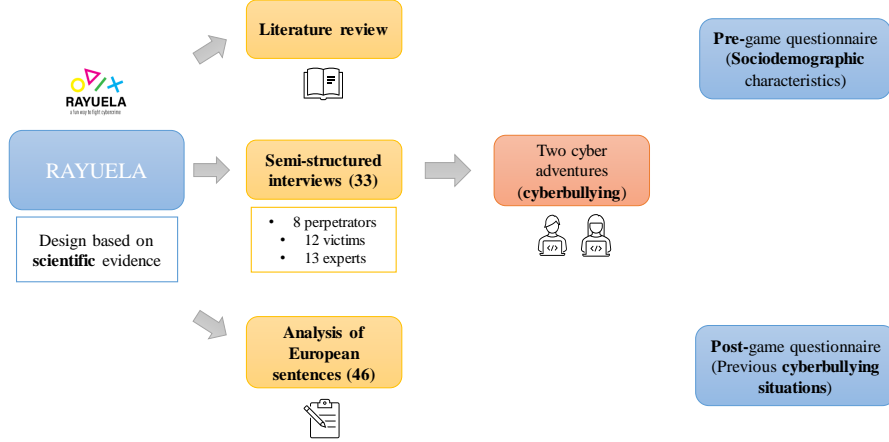 Literature review
RAYUELA
a fun way to fight cybercrime
RAYUELA
Design based on
scientific evidence
Semi-structured
interviews (33)
• 8 perpetrators
• 12 victims
• 13 experts
Analysis of
European
sentences (46)
Two cyber
adventures
(cyberbullying)
</>
</>
Pre-game questionnaire
(Sociodemographic
characteristics)
Post-game questionnaire
(Previous cyberbullying
situations)